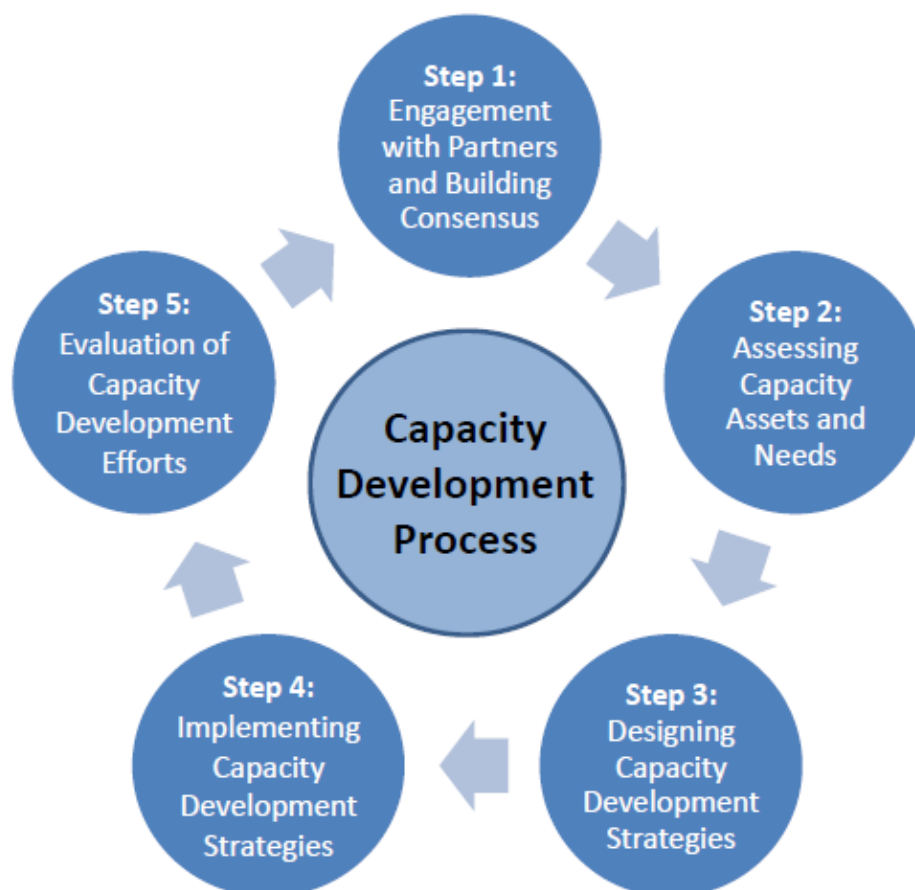 Step 1:
Engagement
with Partners
and Building
Consensus
Step 2:
Assessing
Capacity
Assets and
Needs
Step 3:
Designing
Capacity
Development
Strategies
Step 4:
Implementing
Capacity
Development
Strategies
Step 5:
Evaluation of
Capacity
Development
Efforts
Capacity
Development
Process